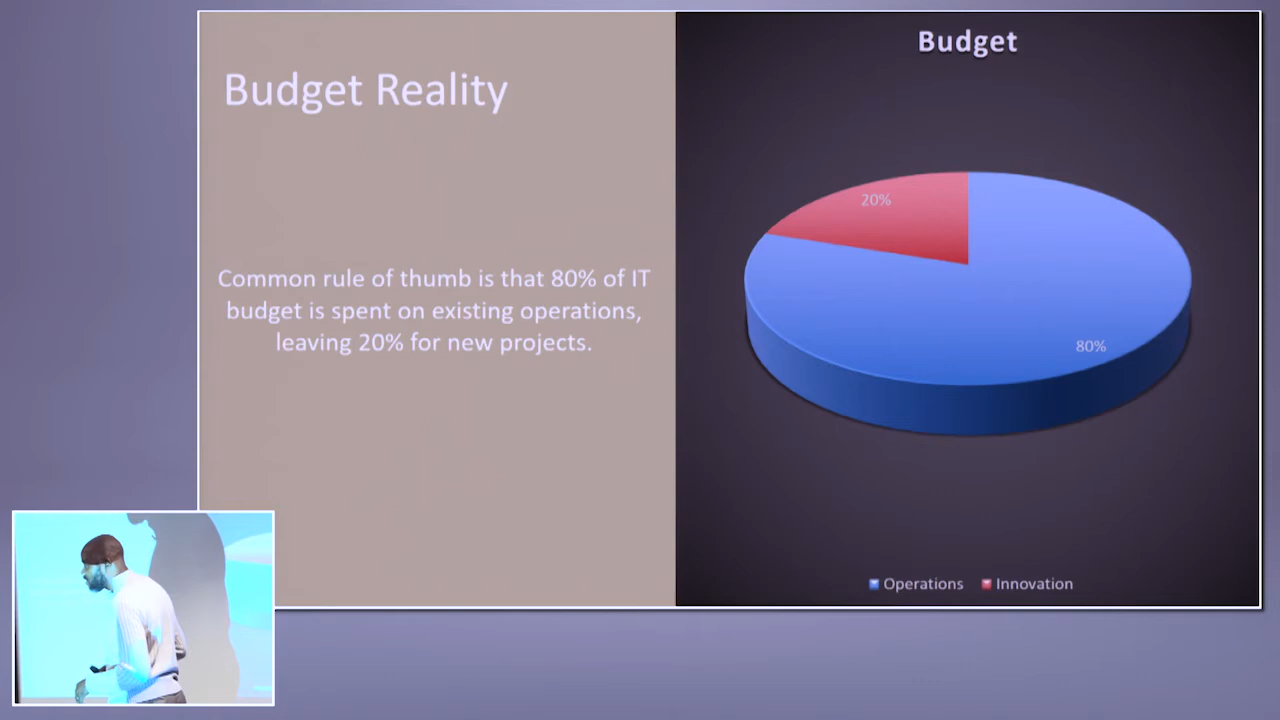 Budget Reality
Common rule of thumb is that 80% of IT
budget is spent on existing operations,
leaving 20% for new projects.
Budget
20%
80%
Operations Innovation